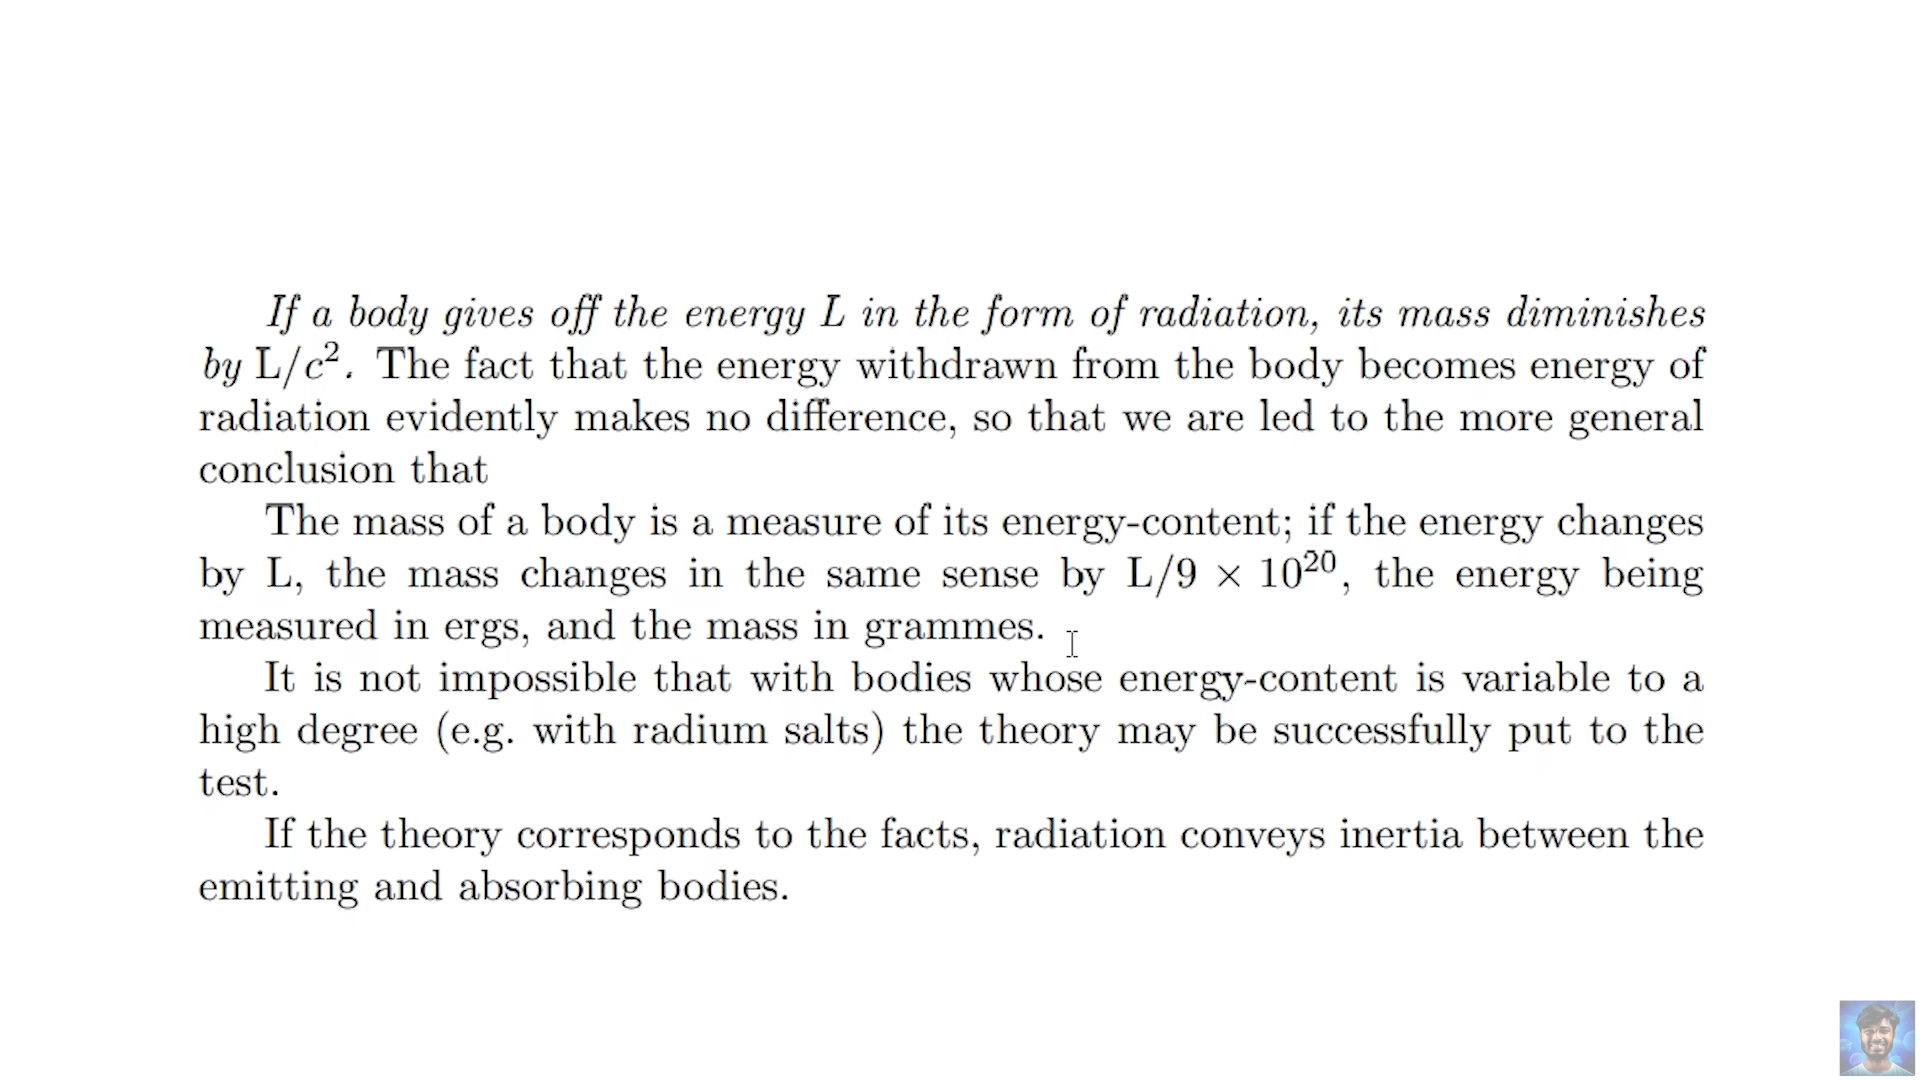 If a body gives off the energy L in the form of radiation, its mass diminishes
by L/c². The fact that the energy withdrawn from the body becomes energy of
radiation evidently makes no difference, so that we are led to the more general
conclusion that
The mass of a body is a measure of its energy-content; if the energy changes
by L, the mass changes in the same sense by L/9 × 10²⁰, the energy being
measured in ergs, and the mass in grammes.
It is not impossible that with bodies whose energy-content is variable to a
high degree (e.g. with radium salts) the theory may be successfully put to the
test.
If the theory corresponds to the facts, radiation conveys inertia between the
emitting and absorbing bodies.